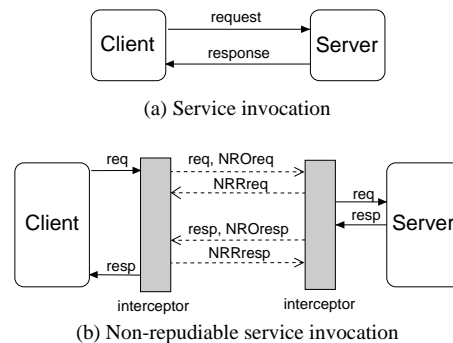 request
Client
Server
response
(a) Service invocation
req
req, NROreq
NRRreq
req
Client
resp
Server
resp, NROresp
NRRresp
resp
interceptor
interceptor
(b) Non-repudiable service invocation